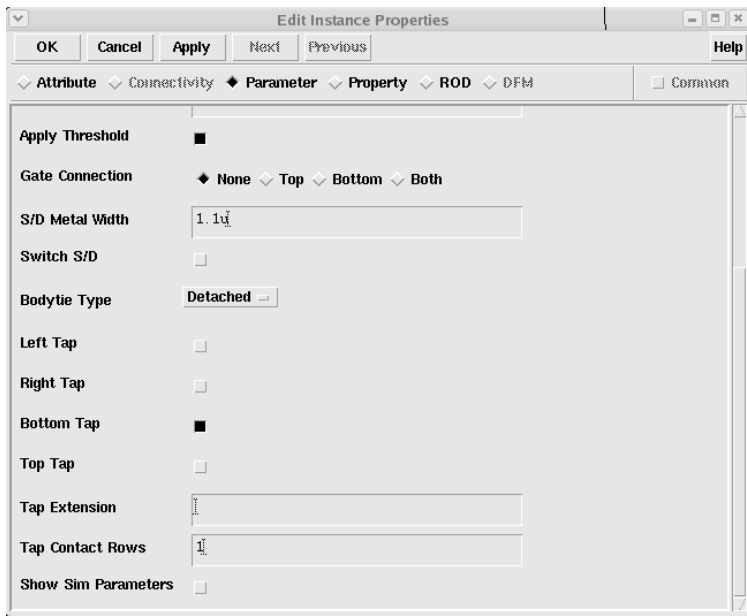 Edit Instance Properties
OK Cancel Apply Next Previous Help
Attribute Connectivity Parameter Property ROD DFM Common
Apply Threshold
Gate Connection None Top Bottom Both
S/D Metal Width 1.1u
Switch S/D
Bodytie Type Detached
Left Tap
Right Tap
Bottom Tap
Top Tap
Tap Extension
Tap Contact Rows 1
Show Sim Parameters